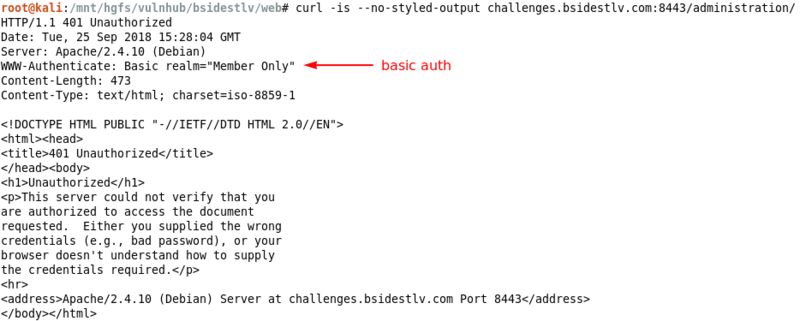 root@kali:/mnt/hgfs/vulnhub/bsidestlv/web# curl -is --no-styled-output challenges.bsidestlv.com:8443/administration/
HTTP/1.1 401 Unauthorized
Date: Tue, 25 Sep 2018 15:28:04 GMT
Server: Apache/2.4.10 (Debian)
WWW-Authenticate: Basic realm="Member Only" basic auth
Content-Length: 473
Content-Type: text/html; charset=iso-8859-1

<!DOCTYPE HTML PUBLIC "-//IETF//DTD HTML 2.0//EN">
<html><head>
<title>401 Unauthorized</title>
</head><body>
<h1>Unauthorized</h1>
<p>This server could not verify that you
are authorized to access the document
requested.  Either you supplied the wrong
credentials (e.g., bad password), or your
browser doesn't understand how to supply
the credentials required.</p>
<hr>
<address>Apache/2.4.10 (Debian) Server at challenges.bsidestlv.com Port 8443</address>
</body></html>